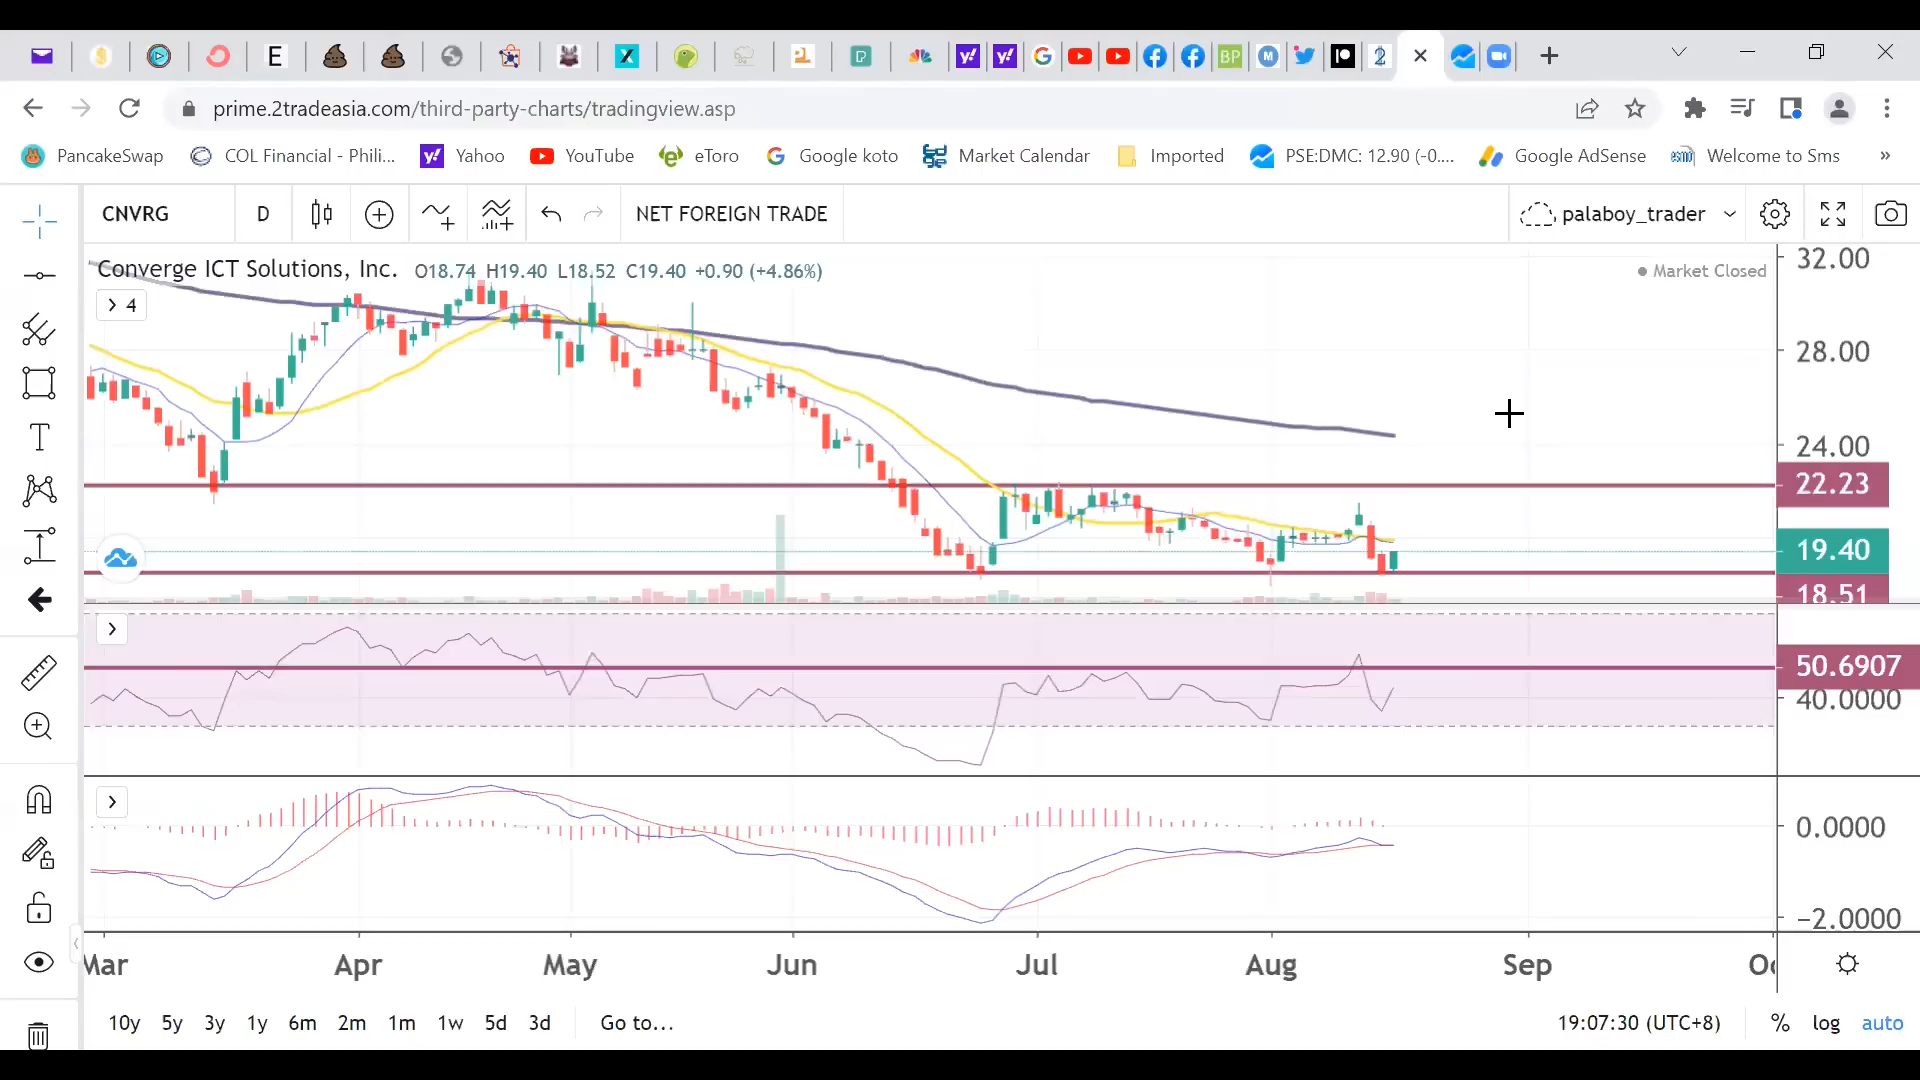 E
BP
M
prime.2tradeasia.com/third-party-charts/tradingview.asp
PancakeSwap COL Financial - Phili... Yahoo YouTube eToro Google koto Market Calendar Imported PSE:DMC: 12.90 (-0.... Google AdSense Welcome to Sms »
CNVRG D NET FOREIGN TRADE palaboy_trader
Converge ICT Solutions, Inc. O18.74 H19.40 L18.52 C19.40 +0.90 (+4.86%) Market Closed
4
32.00
28.00
24.00
22.23
19.40
18.51
50.6907
40.0000
0.0000
−2.0000
Mar Apr May Jun Jul Aug Sep Oc
10y 5y 3y 1y 6m 2m 1m 1w 5d 3d Go to... 19:07:30 (UTC+8) % log auto